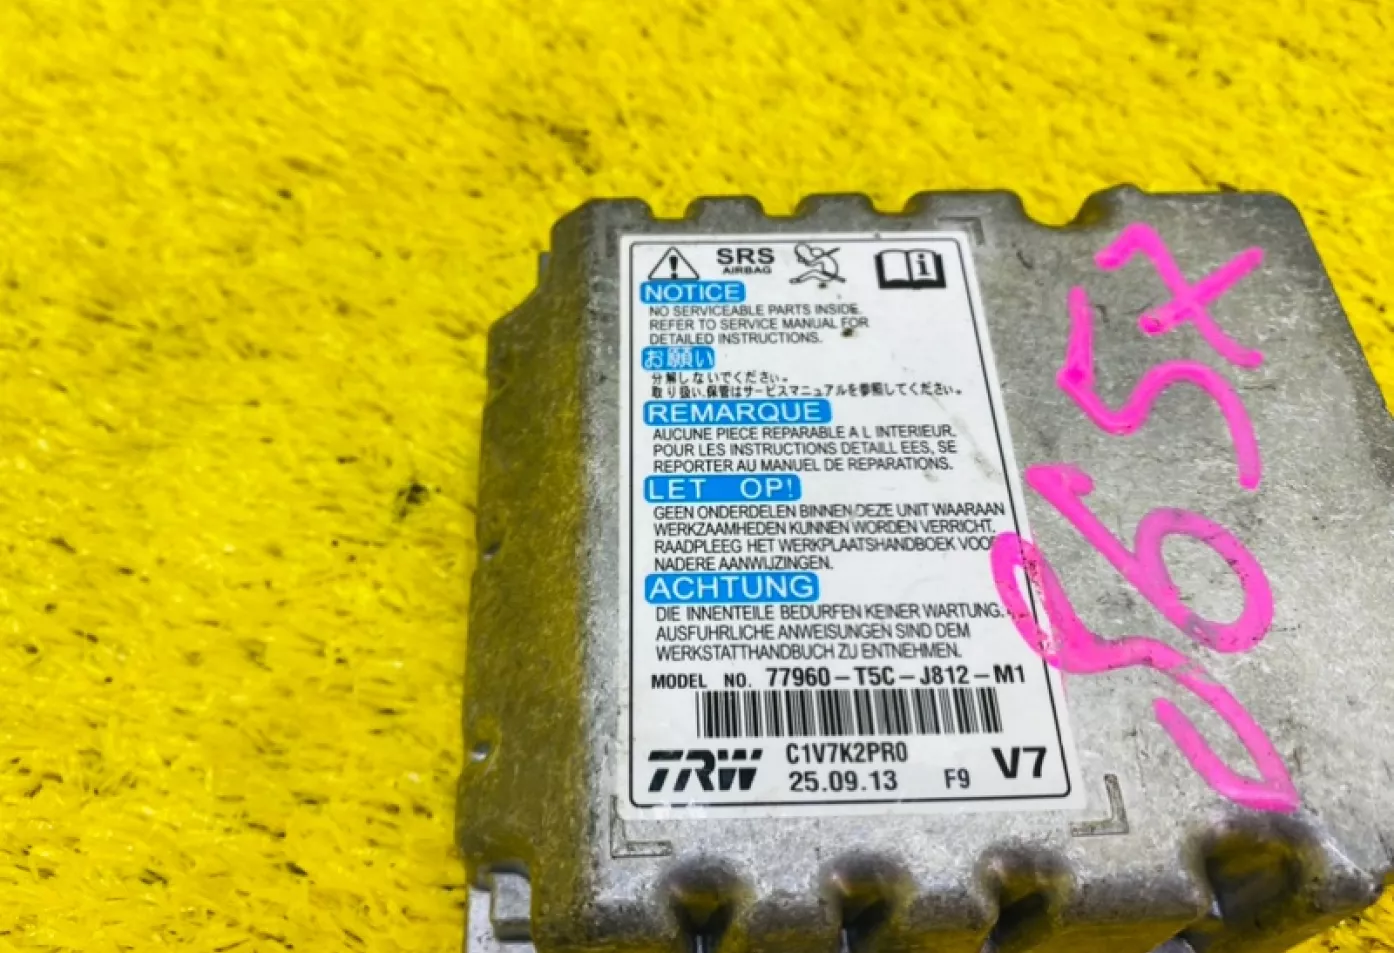 SRS
AIRBAG
NOTICE
NO SERVICEABLE PARTS INSIDE.
REFER TO SERVICE MANUAL FOR
DETAILED INSTRUCTIONS.
お願い
分解しないでください。
取り扱い、保管はサービスマニュアルを参照してください。
REMARQUE
AUCUNE PIECE REPARABLE A L INTERIEUR.
POUR LES INSTRUCTIONS DETAILL EES, SE
REPORTER AU MANUEL DE REPARATIONS.
LET OP!
GEEN ONDERDELEN BINNEN DEZE UNIT WAARAAN
WERKZAAMHEDEN KUNNEN WORDEN VERRICHT.
RAADPLEEG HET WERKPLAATSHANDBOEK VOOR
NADERE AANWIJZINGEN.
ACHTUNG
DIE INNENTEILE BEDURFEN KEINER WARTUNG.
AUSFUHRLICHE ANWEISUNGEN SIND DEM
WERKSTATTHANDBUCH ZU ENTNEHMEN.
MODEL NO. 77960-T5C-J812-M1
TRW C1V7K2PR0
25.09.13 F9 V7